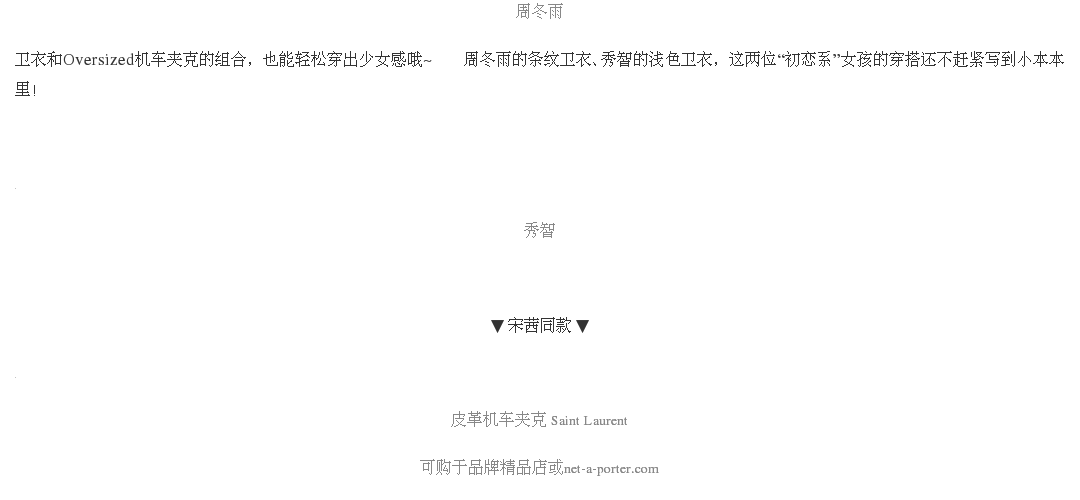 周冬雨
卫衣和Oversized机车夹克的组合，也能轻松穿出少女感哦~　　周冬雨的条纹卫衣、秀智的浅色卫衣，这两位“初恋系”女孩的穿搭还不赶紧写到小本本
里！
秀智
▼ 宋茜同款 ▼
皮革机车夹克 Saint Laurent
可购于品牌精品店或net-a-porter.com